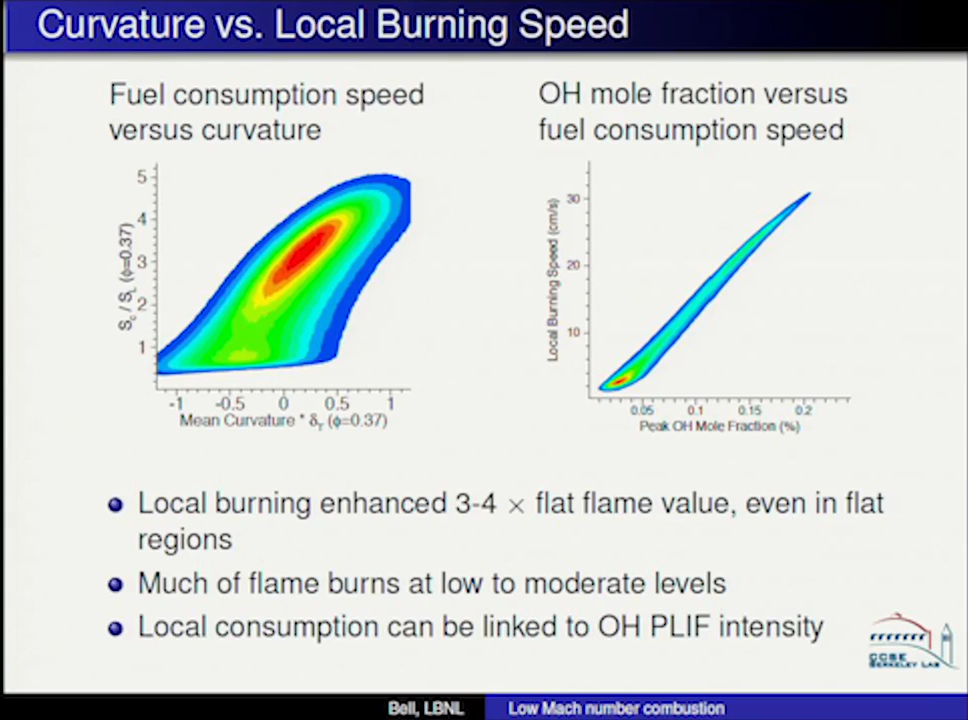 Curvature vs. Local Burning Speed
Fuel consumption speed
versus curvature
5
4
3
2
1
S_c / S_L (ϕ=0.37)
-1 -0.5 0 0.5 1
Mean Curvature * δ_T (ϕ=0.37)
OH mole fraction versus
fuel consumption speed
30
20
10
Local Burning Speed (cm/s)
0.05 0.1 0.15 0.2
Peak OH Mole Fraction (%)
Local burning enhanced 3-4 × flat flame value, even in flat
regions
Much of flame burns at low to moderate levels
Local consumption can be linked to OH PLIF intensity
CCSE
BERKELEY LAB
Bell, LBNL
Low Mach number combustion